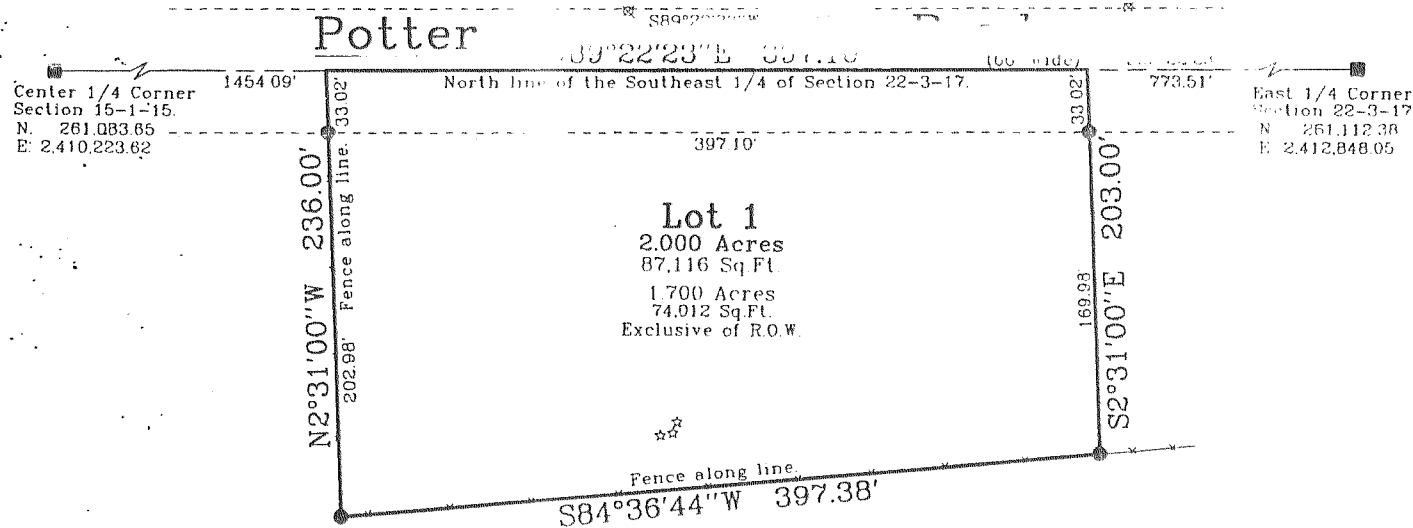 Potter
1454.09'
North line of the Southeast 1/4 of Section 22-3-17.
773.51'
Center 1/4 Corner
Section 15-1-15.
N. 261,083.65
E: 2,410,223.62
East 1/4 Corner
Section 22-3-17
N 261,112.38
E 2,412,848.05
33.02'
33.02'
397.10'
N2°31'00"W 236.00'
Fence along line.
202.98'
Lot 1
2.000 Acres
87,116 Sq.Ft.
1.700 Acres
74,012 Sq.Ft.
Exclusive of R.O.W.
169.98'
S2°31'00"E 203.00'
Fence along line.
S84°36'44"W 397.38'